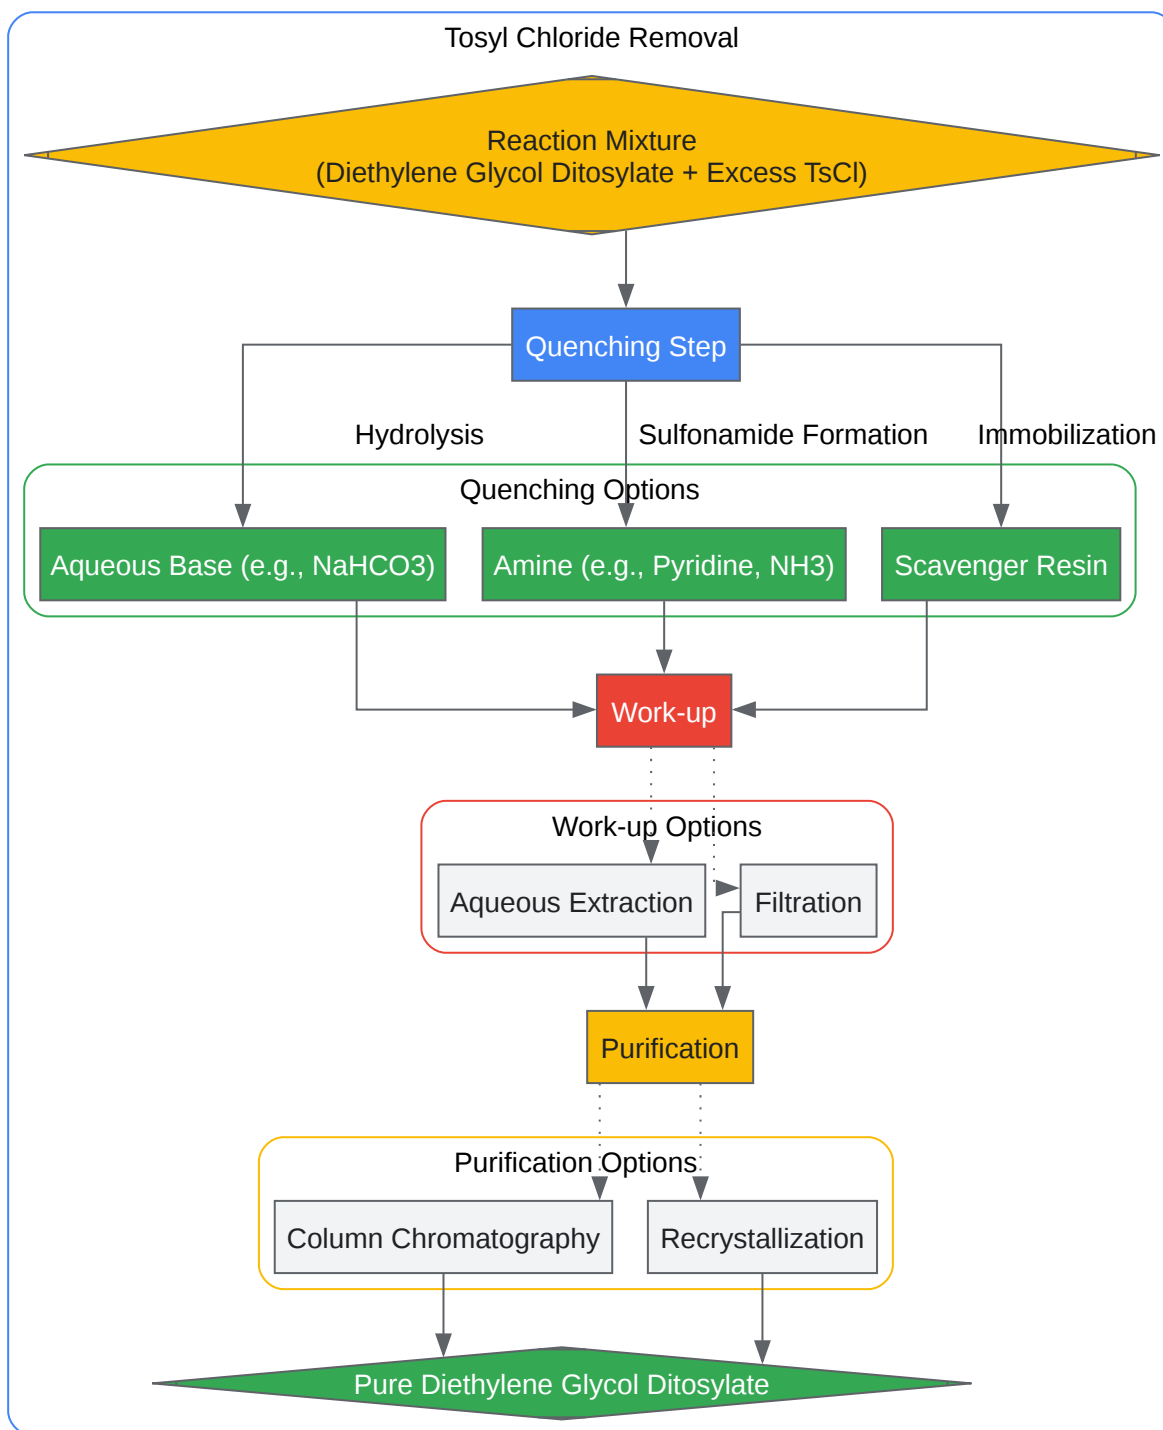 Tosyl Chloride Removal
Reaction Mixture
(Diethylene Glycol Ditosylate + Excess TsCl)
Quenching Step
Hydrolysis
Sulfonamide Formation
Immobilization
Quenching Options
Aqueous Base (e.g., NaHCO3)
Amine (e.g., Pyridine, NH3)
Scavenger Resin
Work-up
Work-up Options
Aqueous Extraction
Filtration
Purification
Purification Options
Column Chromatography
Recrystallization
Pure Diethylene Glycol Ditosylate